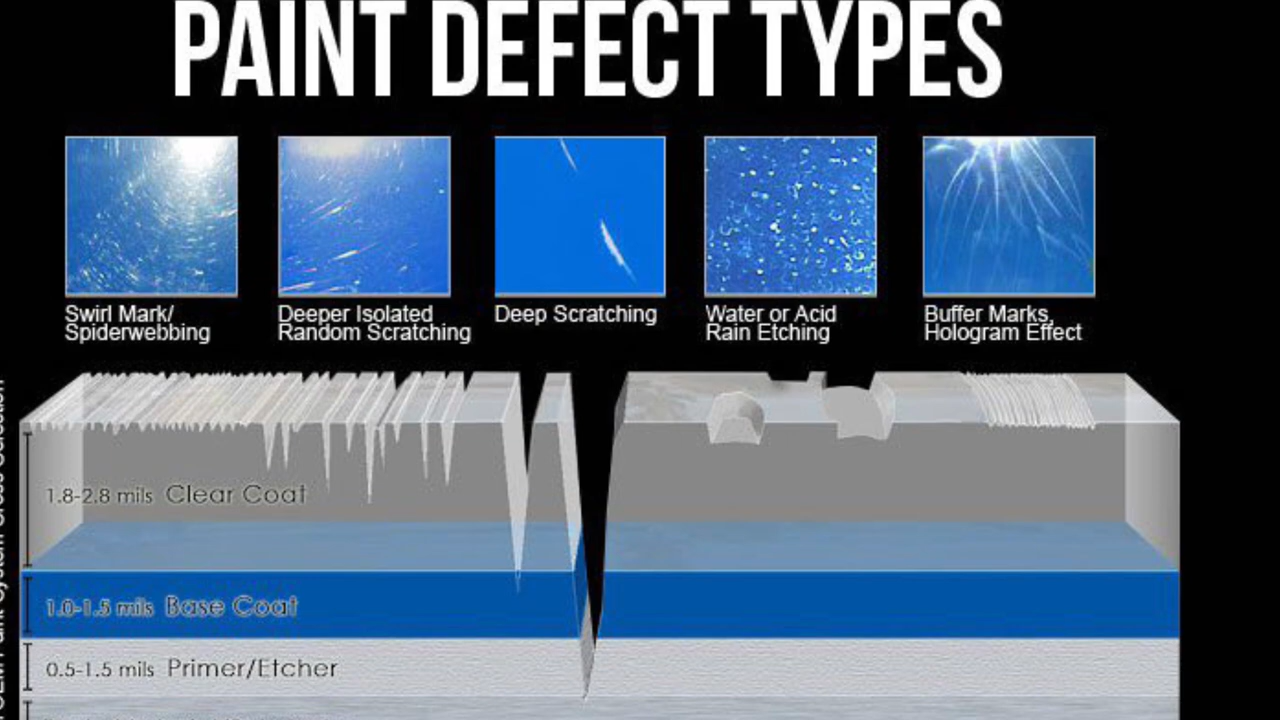 PAINT DEFECT TYPES
Swirl Mark/
Spiderwebbing
Deeper Isolated
Random Scratching
Deep Scratching
Water or Acid
Rain Etching
Buffer Marks,
Hologram Effect
1.8-2.8 mils Clear Coat
1.0-1.5 mils Base Coat
0.5-1.5 mils Primer/Etcher